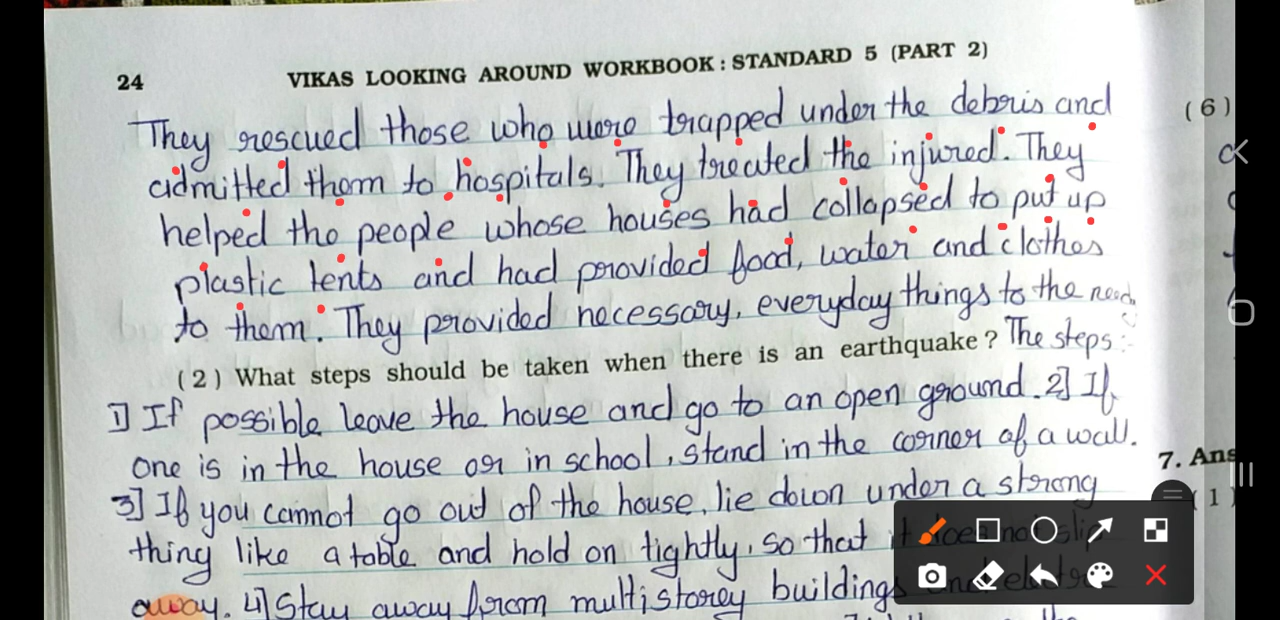 24 VIKAS LOOKING AROUND WORKBOOK : STANDARD 5 (PART 2)
They rescued those who were trapped under the debris and
admitted them to hospitals. They treated the injured. They
helped the people whose houses had collapsed to put up
plastic tents and had provided food, water and clothes
to them. They provided necessary, everyday things to the
(2) What steps should be taken when there is an earthquake? The steps:-
1] If possible leave the house and go to an open ground. 2] If
one is in the house or in school, stand in the corner of a wall.
3] If you cannot go out of the house, lie down under a strong
thing like a table and hold on tightly, so that it does not slip
away. 4] Stay away from multistorey buildings
(6)
7. Ans
(1)